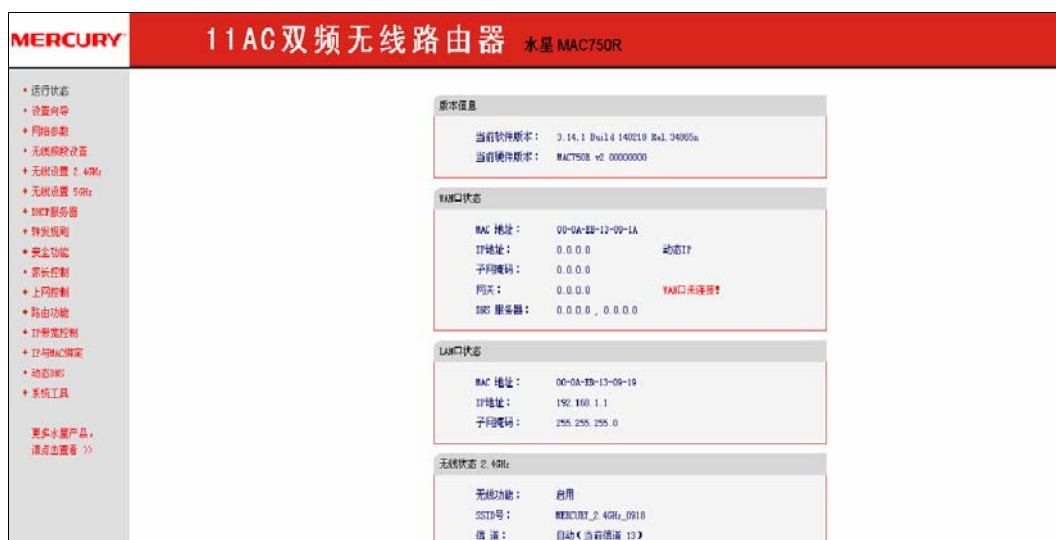 MERCURY
11AC双频无线路由器 水星 MAC750R
• 运行状态
• 设置向导
+ 网络参数
• 无线频段设置
+ 无线设置 2.4GHz
+ 无线设置 5GHz
+ DHCP服务器
+ 转发规则
+ 安全功能
• 家长控制
+ 上网控制
+ 路由功能
+ IP带宽控制
+ IP与MAC绑定
• 动态DNS
+ 系统工具
更多水星产品,
请点击查看 >>
版本信息
当前软件版本: 3.14.1 Build 140218 Rel.34065n
当前硬件版本: MAC750R v2 00000000
WAN口状态
MAC 地址: 00-0A-EB-13-09-1A
IP地址: 0.0.0.0 动态IP
子网掩码: 0.0.0.0
网关: 0.0.0.0 WAN口未连接!
DNS 服务器: 0.0.0.0 , 0.0.0.0
LAN口状态
MAC 地址: 00-0A-EB-13-09-19
IP地址: 192.168.1.1
子网掩码: 255.255.255.0
无线状态 2.4GHz
无线功能: 启用
SSID号: MERCURY_2.4GHz_0918
信 道: 自动(当前信道 13)